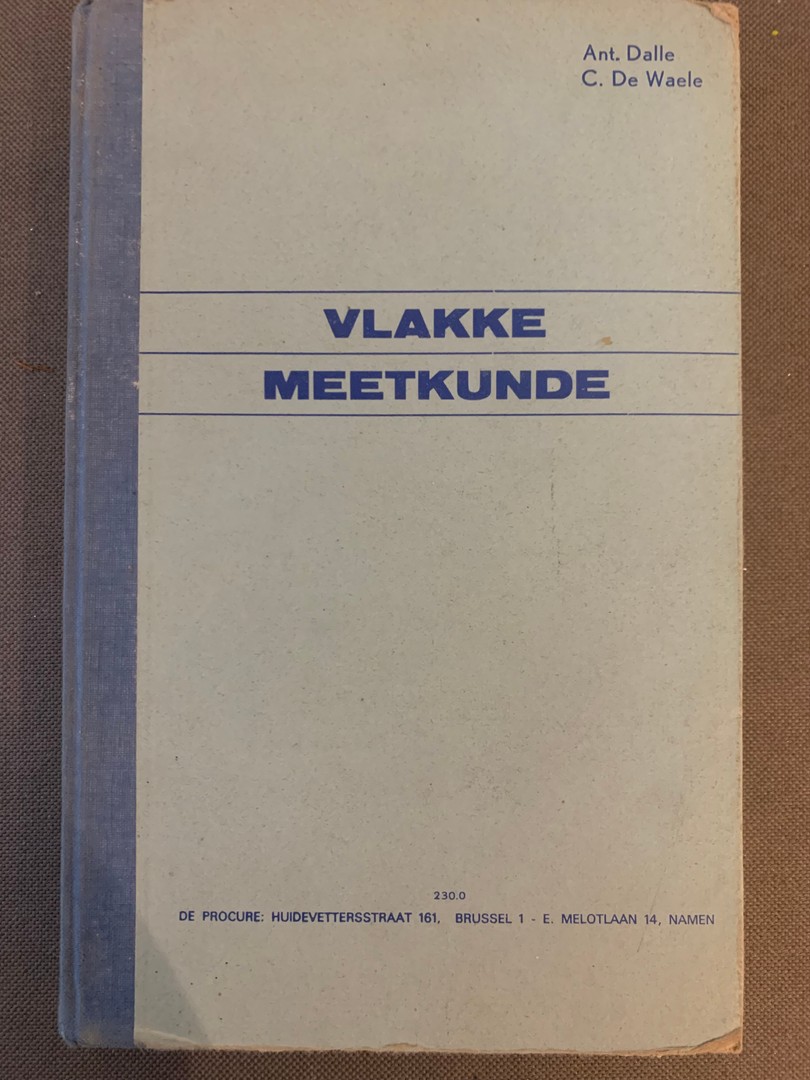 Ant. Dalle
C. De Waele
VLAKKE
MEETKUNDE
230.0
DE PROCURE: HUIDEVETTERSSTRAAT 161, BRUSSEL 1 - E. MELOTLAAN 14, NAMEN